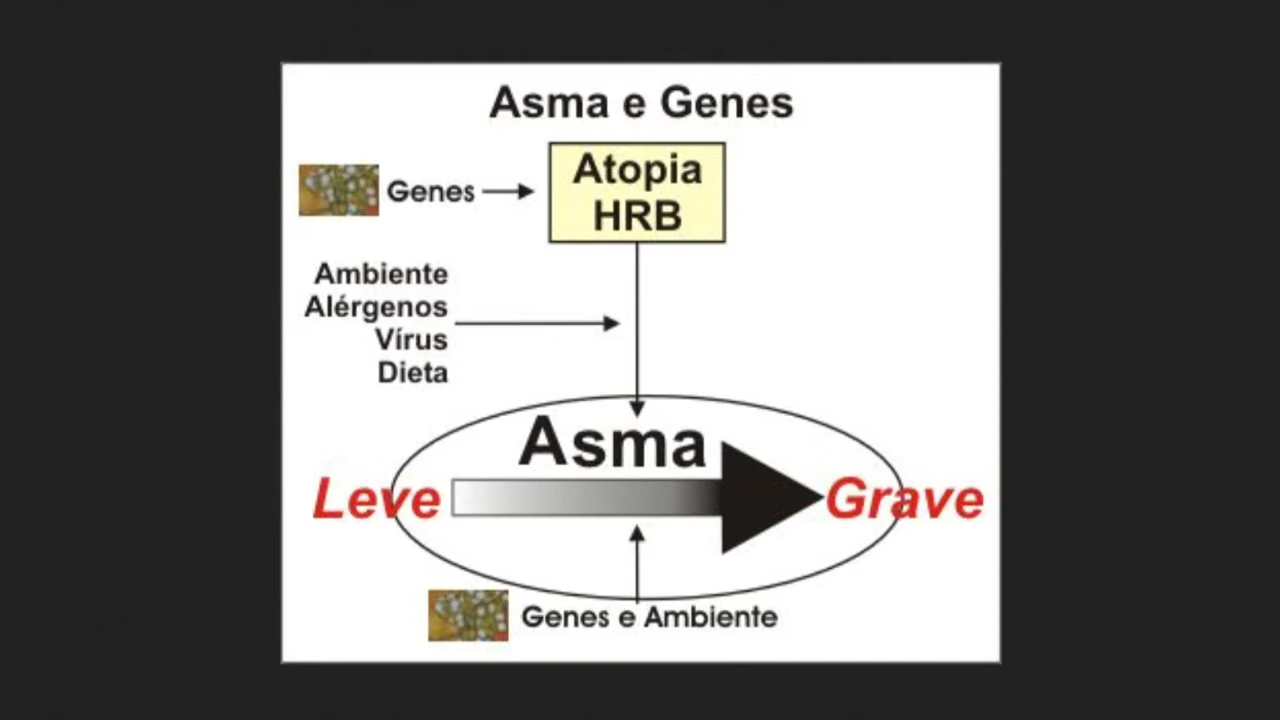 Asma e Genes
Genes
Atopia
HRB
Ambiente
Alérgenos
Vírus
Dieta
Asma
Leve
Grave
Genes e Ambiente